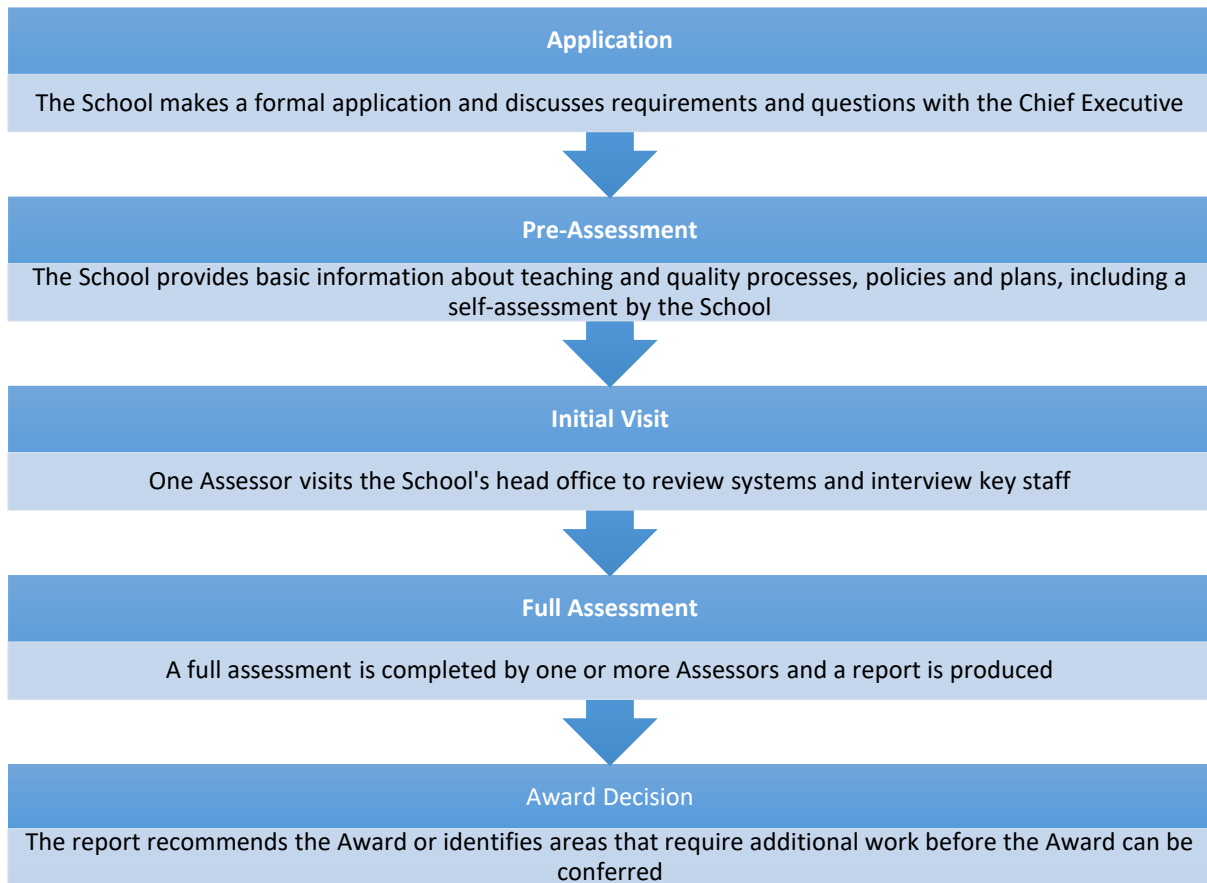 Application
The School makes a formal application and discusses requirements and questions with the Chief Executive
Pre-Assessment
The School provides basic information about teaching and quality processes, policies and plans, including a
self-assessment by the School
Initial Visit
One Assessor visits the School's head office to review systems and interview key staff
Full Assessment
A full assessment is completed by one or more Assessors and a report is produced
Award Decision
The report recommends the Award or identifies areas that require additional work before the Award can be
conferred